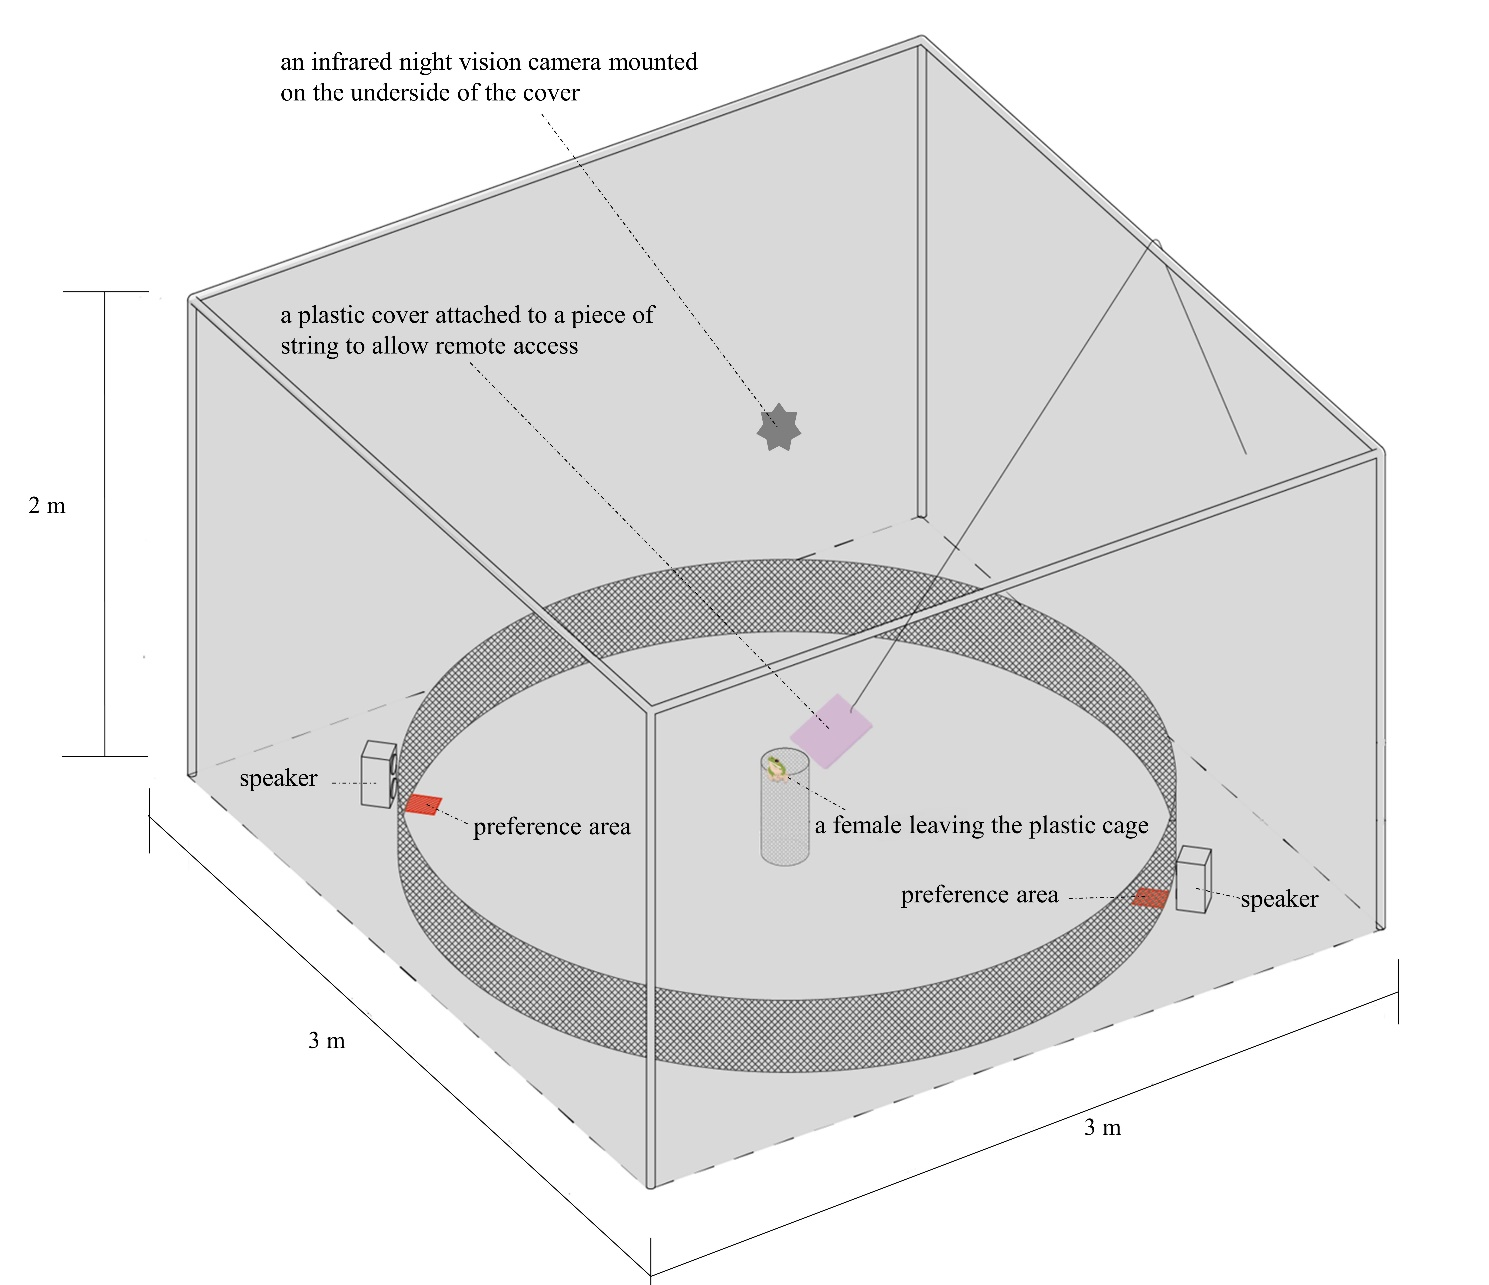 an infrared night vision camera mounted
on the underside of the cover
a plastic cover attached to a piece of
string to allow remote access
2 m
speaker
preference area
a female leaving the plastic cage
preference area
speaker
3 m
3 m